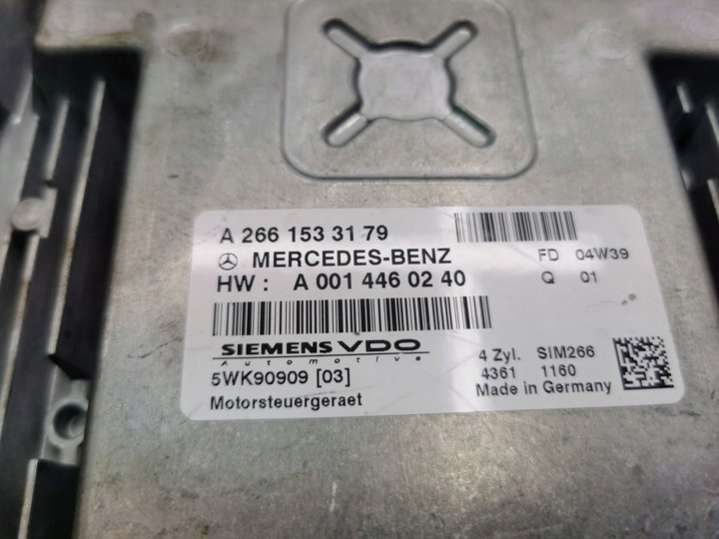 A 266 153 31 79
MERCEDES-BENZ FD 04W39
HW : A 001 446 02 40 Q 01
SIEMENS VDO
Automotive
4 Zyl. SIM266
5WK90909 [03] 4361 1160
Motorsteuergeraet Made in Germany